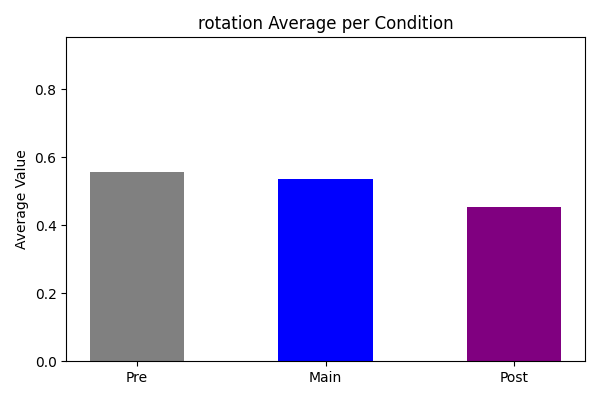 rotation Average per Condition
Average Value
0.8
0.6
0.4
0.2
0.0
Pre
Main
Post